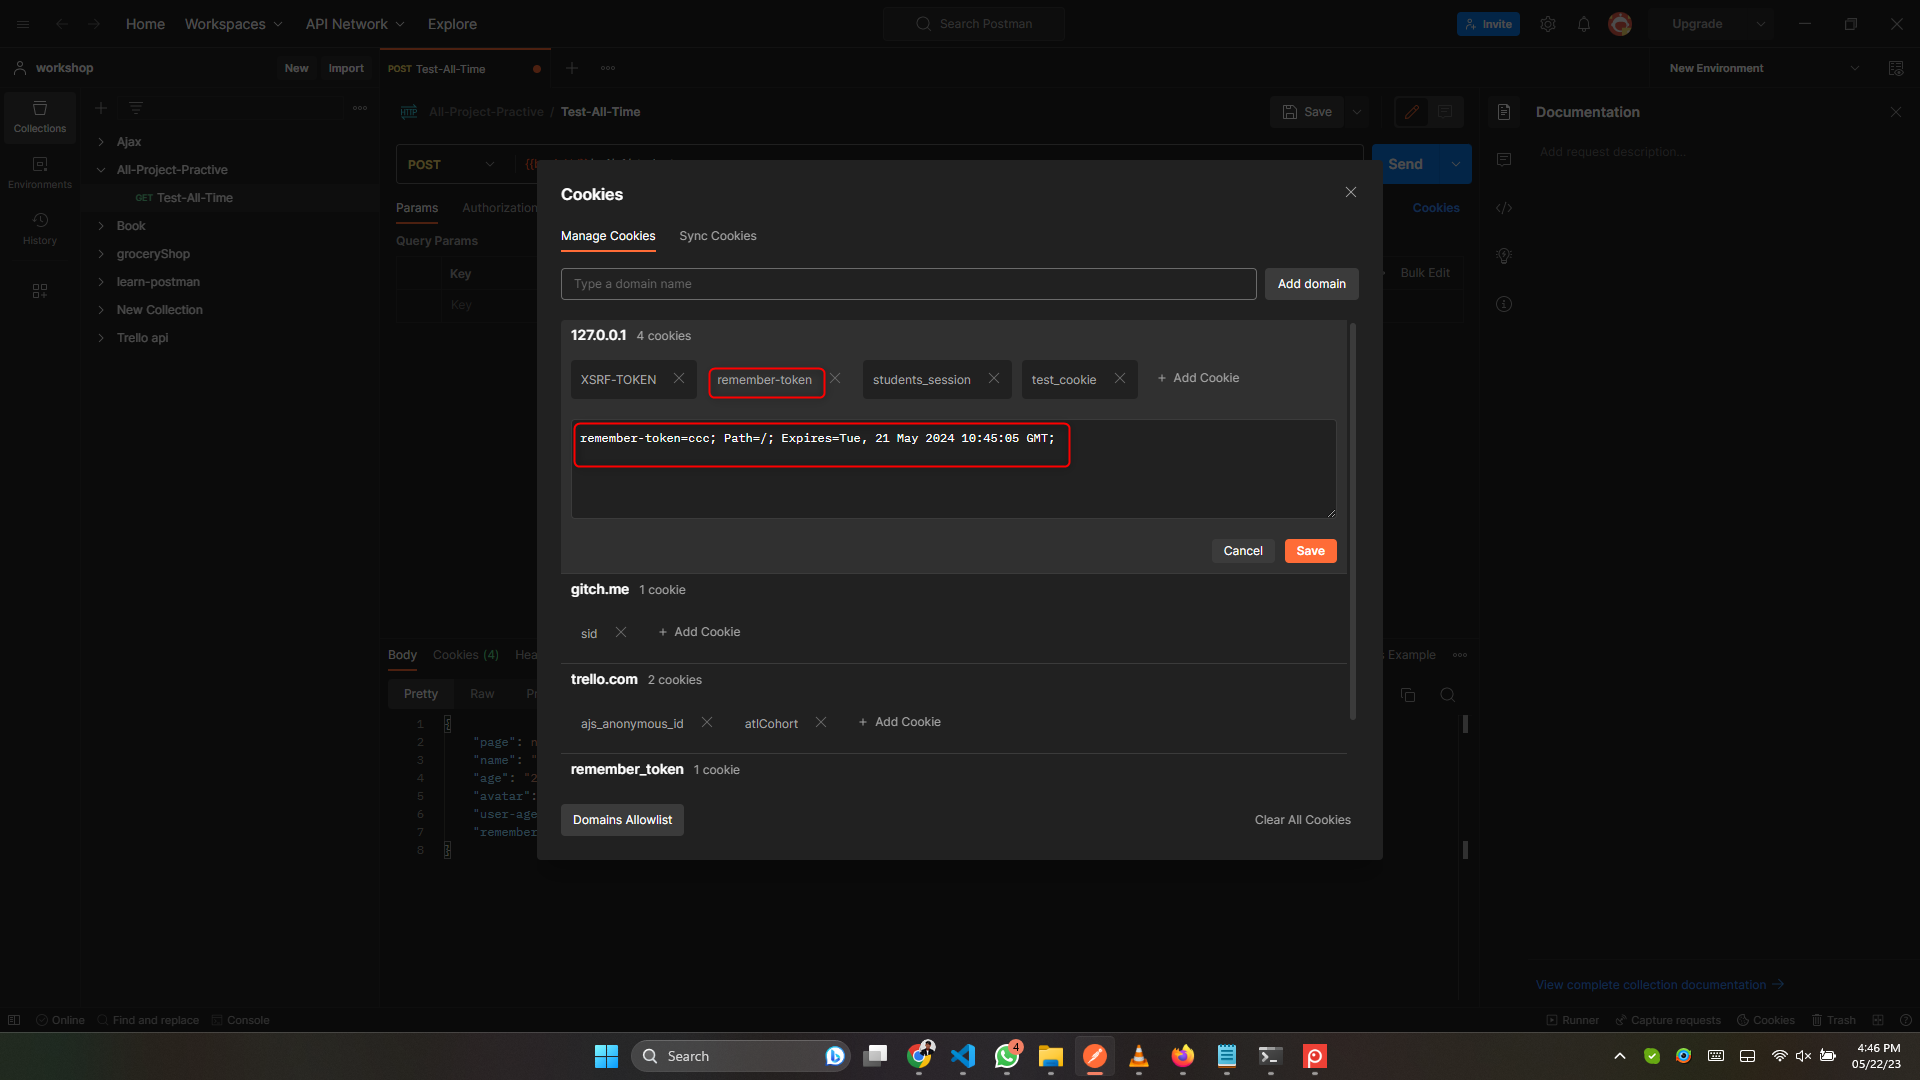 Home
Workspaces
API Network
Explore
Search Postman
Invite
Upgrade
workshop
New
Import
POST Test-All-Time
New Environment
Collections
Environments
History
Ajax
All-Project-Practive
GET Test-All-Time
Book
groceryShop
learn-postman
New Collection
Trello api
All-Project-Practive / Test-All-Time
Save
POST
Send
Params
Authorization
Cookies
Query Params
Key
Bulk Edit
Key
Documentation
Add request description...
Cookies
Manage Cookies
Sync Cookies
Type a domain name
Add domain
127.0.0.1 4 cookies
XSRF-TOKEN
remember-token
students_session
test_cookie
+ Add Cookie
remember-token=ccc; Path=/; Expires=Tue, 21 May 2024 10:45:05 GMT;
Cancel
Save
gitch.me 1 cookie
sid
+ Add Cookie
trello.com 2 cookies
ajs_anonymous_id
atlCohort
+ Add Cookie
remember_token 1 cookie
Domains Allowlist
Clear All Cookies
Body
Cookies (4)
Hea
s Example
Pretty
Raw
Pr
1 {
2 "page": n
3 "name": "
4 "age": "2
5 "avatar":
6 "user-age
7 "remember
8 }
View complete collection documentation →
Online
Find and replace
Console
Runner
Capture requests
Cookies
Trash
Search
4
4:46 PM
05/22/23